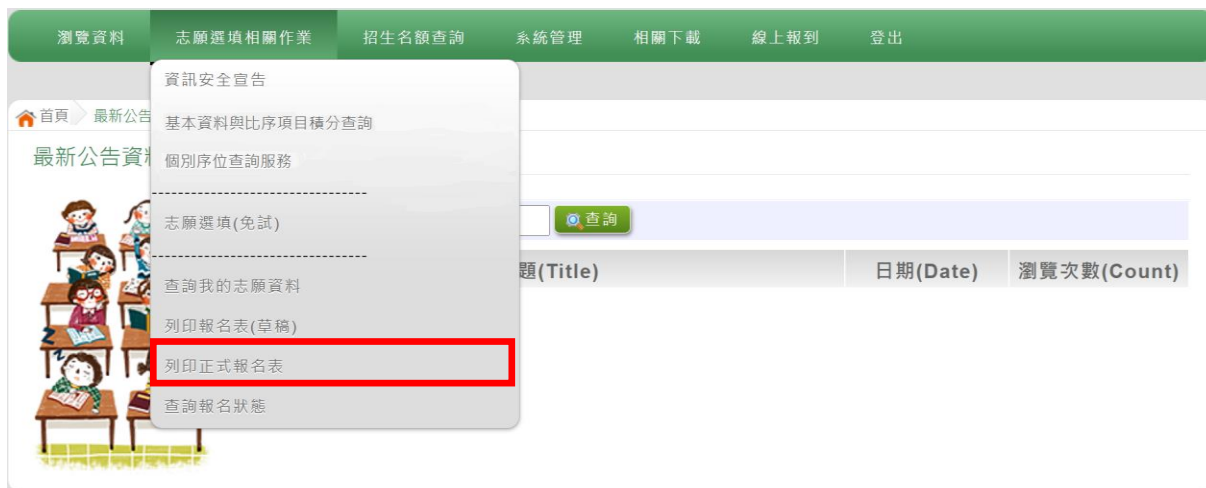 瀏覽資料 志願選填相關作業 招生名額查詢 系統管理 相關下載 線上報到 登出
資訊安全宣告
首頁 最新公告
基本資料與比序項目積分查詢
最新公告資
個別序位查詢服務
---------------------------------
志願選填(免試)
查詢
---------------------------------
題(Title) 日期(Date) 瀏覽次數(Count)
查詢我的志願資料
列印報名表(草稿)
列印正式報名表
查詢報名狀態